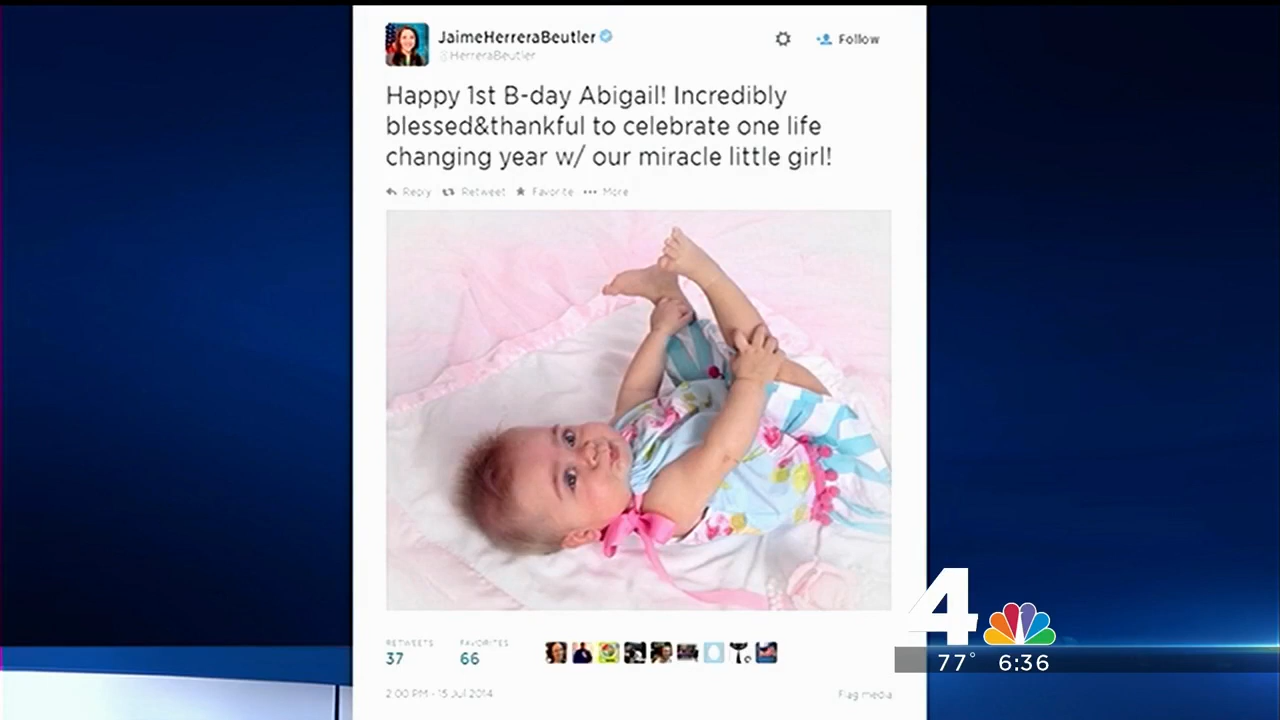 JaimeHerreraBeutler
@HerreraBeutler
Follow
Happy 1st B-day Abigail! Incredibly
blessed&thankful to celebrate one life
changing year w/ our miracle little girl!
Reply Retweet Favorite More
RETWEETS FAVORITES
37 66
2:00 PM - 15 Jul 2014 Flag media
4
77° 6:36